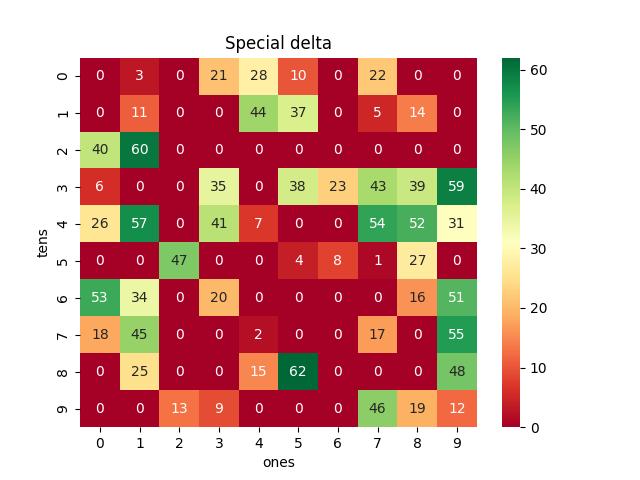 Special delta
0 0 3 0 21 28 10 0 22 0 0 60
1 0 11 0 0 44 37 0 5 14 0 50
2 40 60 0 0 0 0 0 0 0 0
3 6 0 0 35 0 38 23 43 39 59 40
tens 4 26 57 0 41 7 0 0 54 52 31 30
5 0 0 47 0 0 4 8 1 27 0
6 53 34 0 20 0 0 0 0 16 51 20
7 18 45 0 0 2 0 0 17 0 55
8 0 25 0 0 15 62 0 0 0 48 10
9 0 0 13 9 0 0 0 46 19 12 0
0 1 2 3 4 5 6 7 8 9
ones